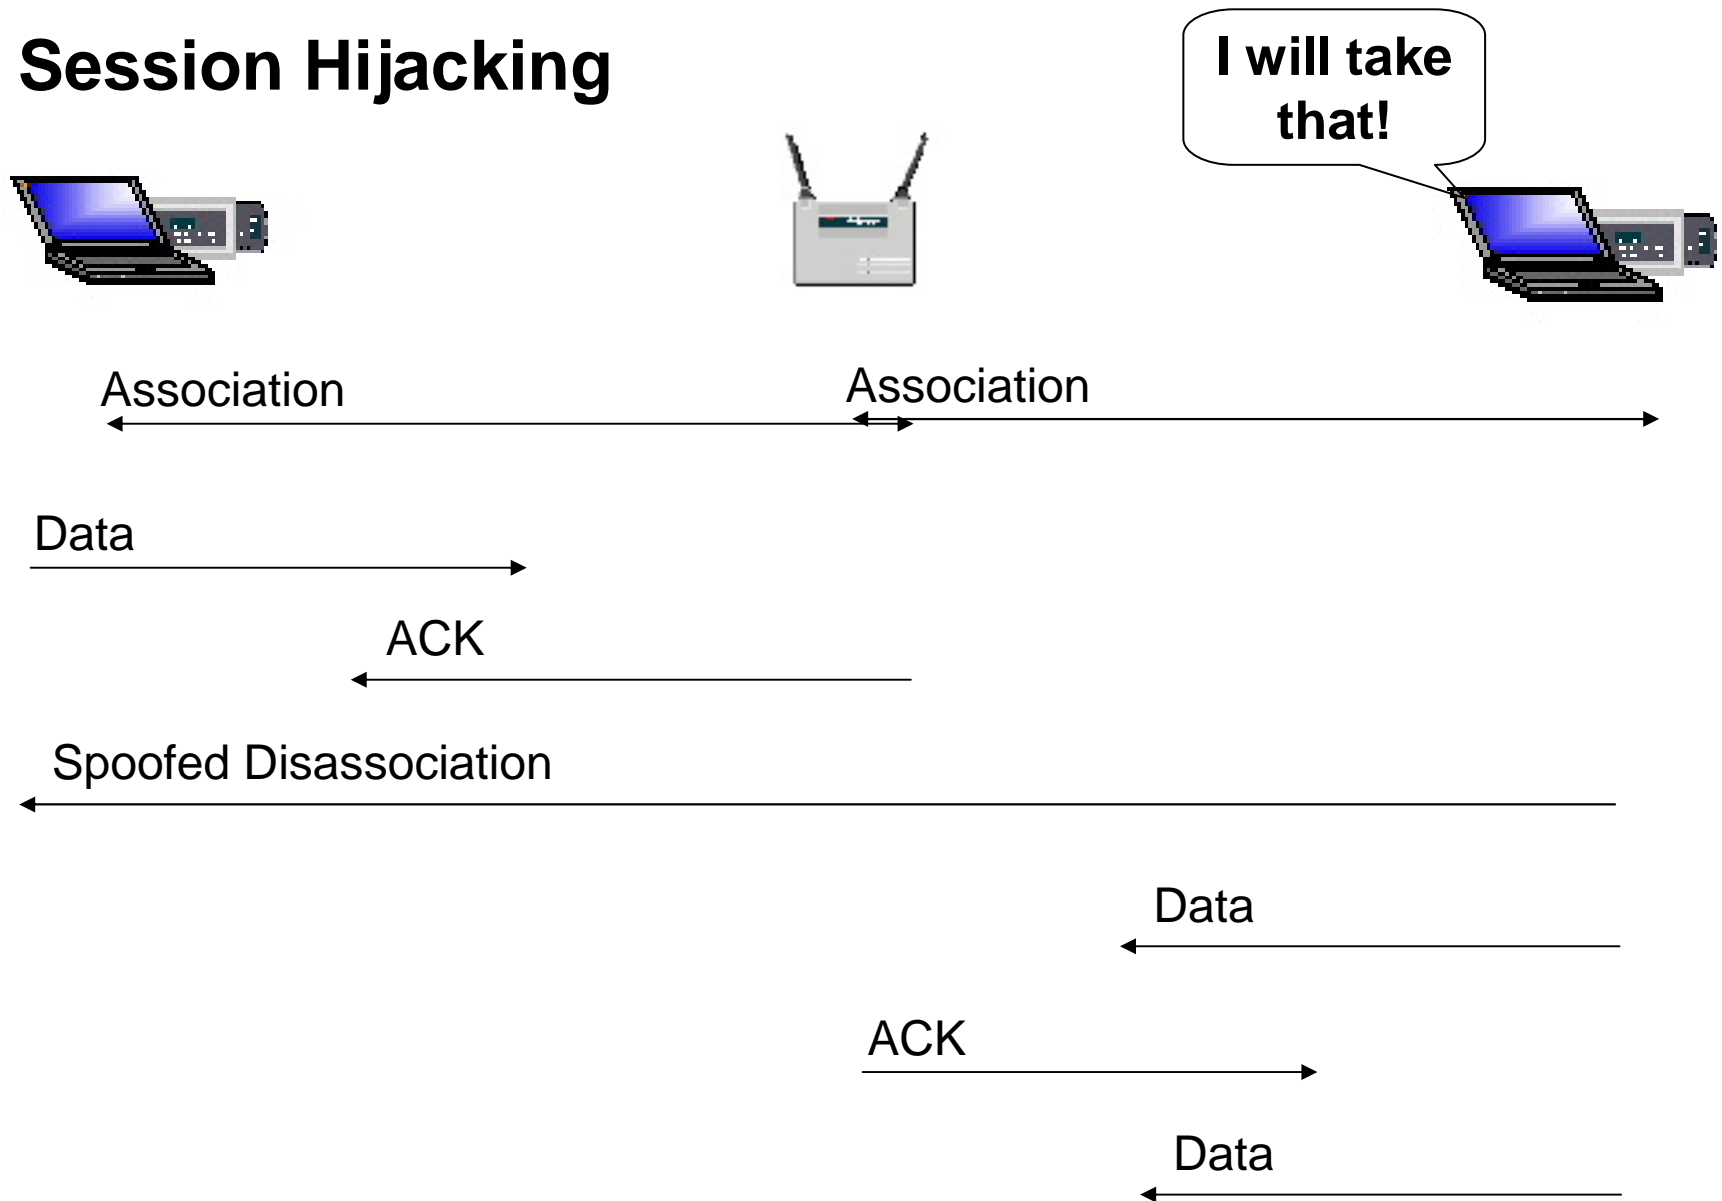 Session Hijacking
I will take
that!
Association
Association
Data
ACK
Spoofed Disassociation
Data
ACK
Data